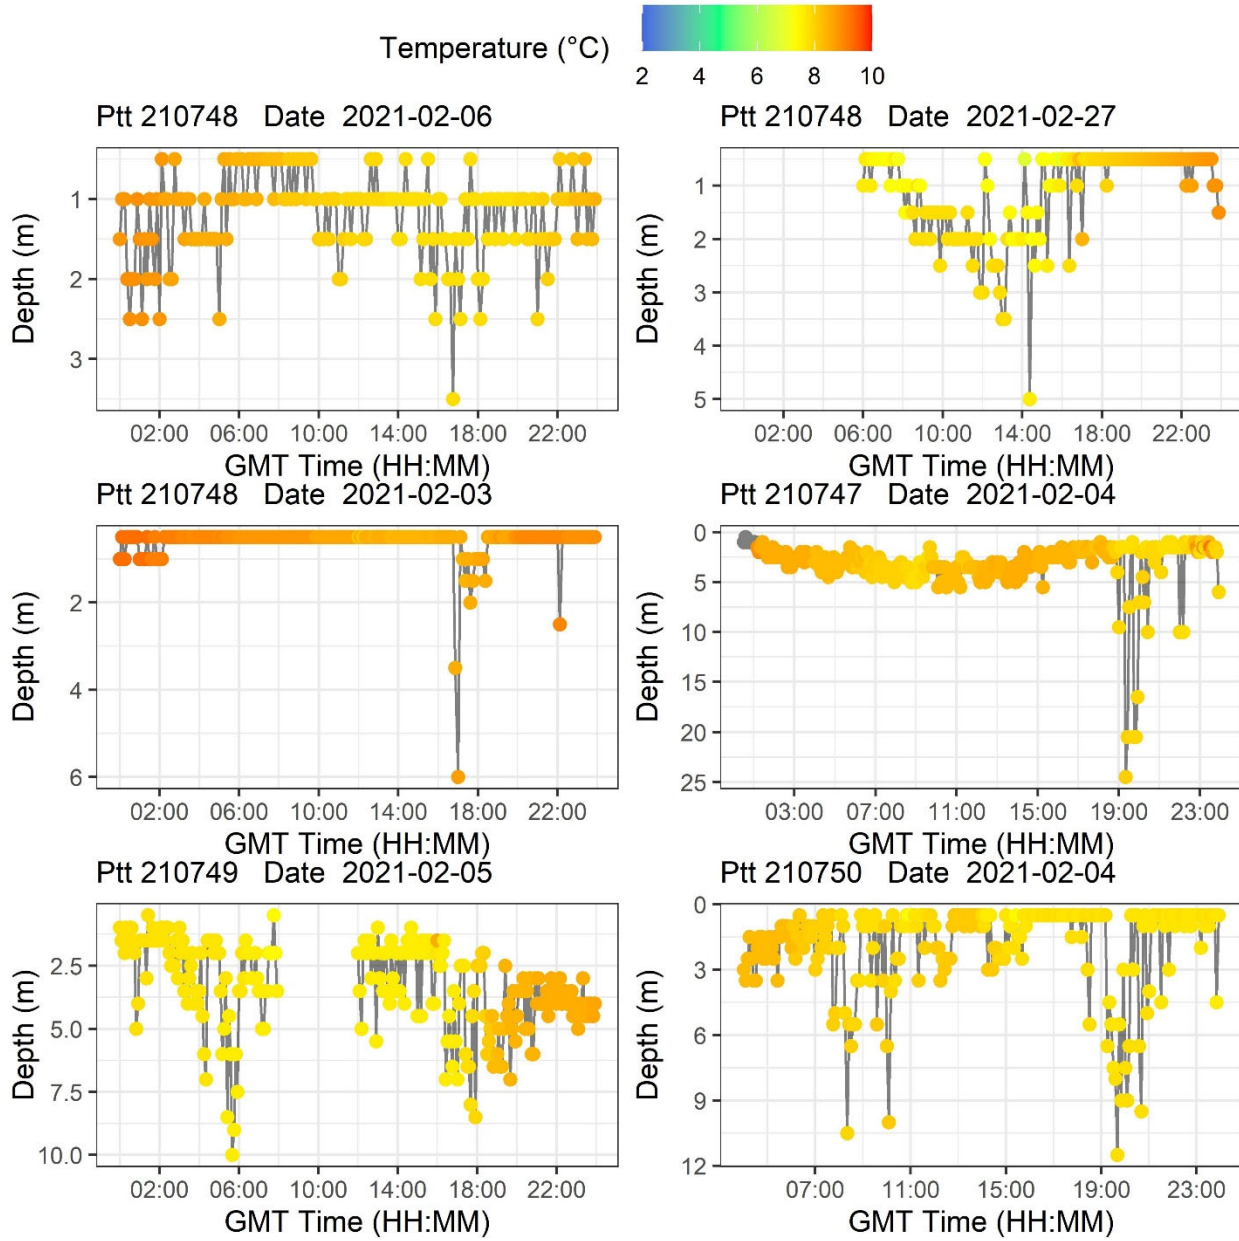 Temperature (°C)
2 4 6 8 10
Ptt 210748 Date 2021-02-06
Depth (m)
1
2
3
02:00 06:00 10:00 14:00 18:00 22:00
GMT Time (HH:MM)
Ptt 210748 Date 2021-02-27
Depth (m)
1
2
3
4
5
02:00 06:00 10:00 14:00 18:00 22:00
GMT Time (HH:MM)
Ptt 210748 Date 2021-02-03
Depth (m)
2
4
6
02:00 06:00 10:00 14:00 18:00 22:00
GMT Time (HH:MM)
Ptt 210747 Date 2021-02-04
Depth (m)
0
5
10
15
20
25
03:00 07:00 11:00 15:00 19:00 23:00
GMT Time (HH:MM)
Ptt 210749 Date 2021-02-05
Depth (m)
2.5
5.0
7.5
10.0
02:00 06:00 10:00 14:00 18:00 22:00
GMT Time (HH:MM)
Ptt 210750 Date 2021-02-04
Depth (m)
0
3
6
9
12
07:00 11:00 15:00 19:00 23:00
GMT Time (HH:MM)